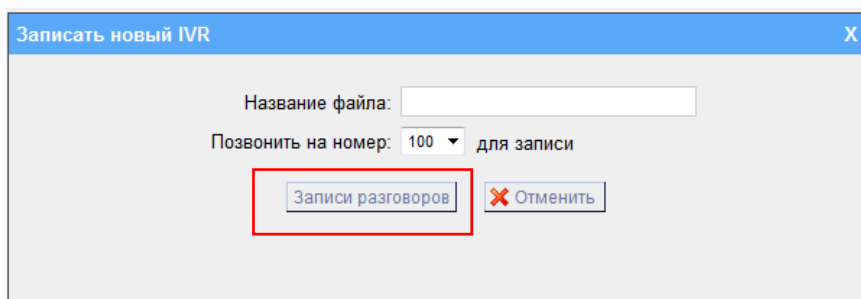 Записать новый IVR X
Название файла:
Позвонить на номер: 100 для записи
Записи разговоров Отменить